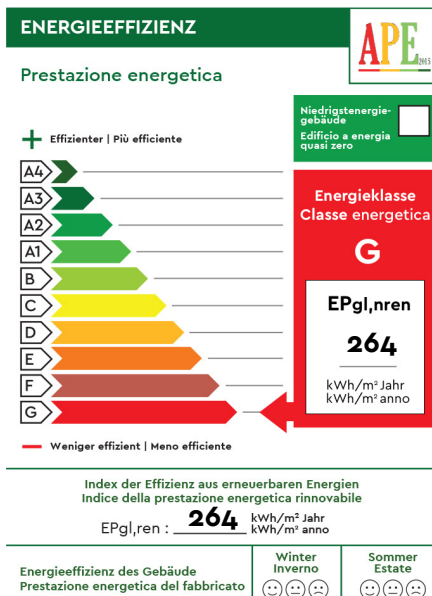 ENERGIEEFFIZIENZ
APE 2015
Prestazione energetica
Niedrigstenergie-
gebäude
Edificio a energia
quasi zero
+ Effizienter | Più efficiente
A4
A3
A2
A1
B
C
D
E
F
G
Energieklasse
Classe energetica
G
EPgl,nren
264
kWh/m² Jahr
kWh/m² anno
Weniger effizient | Meno efficiente
Index der Effizienz aus erneuerbaren Energien
Indice della prestazione energetica rinnovabile
EPgl,ren : 264 kWh/m² Jahr
kWh/m² anno
Energieeffizienz des Gebäude
Prestazione energetica del fabbricato
Winter
Inverno
Sommer
Estate